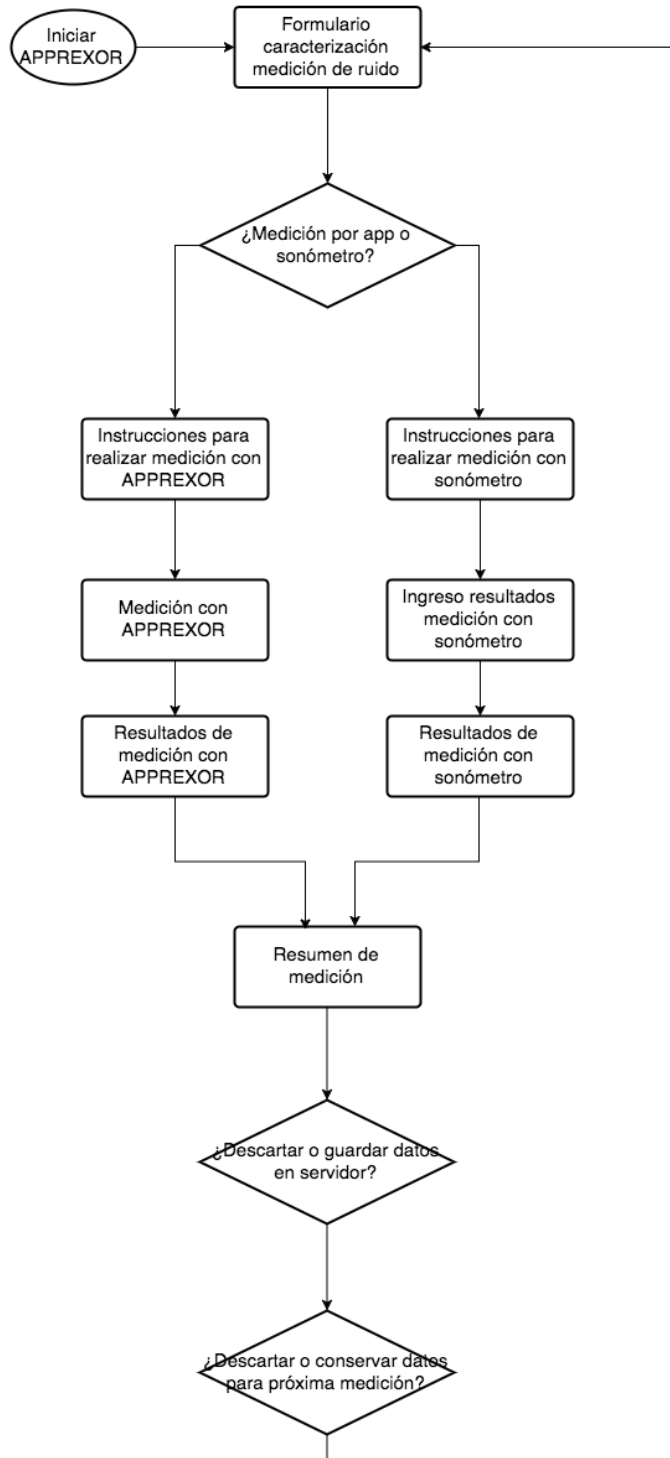 Iniciar
APPREXOR
Formulario
caracterización
medición de ruido
¿Medición por app o
sonómetro?
Instrucciones para
realizar medición con
APPREXOR
Instrucciones para
realizar medición con
sonómetro
Medición con
APPREXOR
Ingreso resultados
medición con
sonómetro
Resultados de
medición con
APPREXOR
Resultados de
medición con
sonómetro
Resumen de
medición
¿Descartar o guardar datos
en servidor?
¿Descartar o conservar datos
para próxima medición?